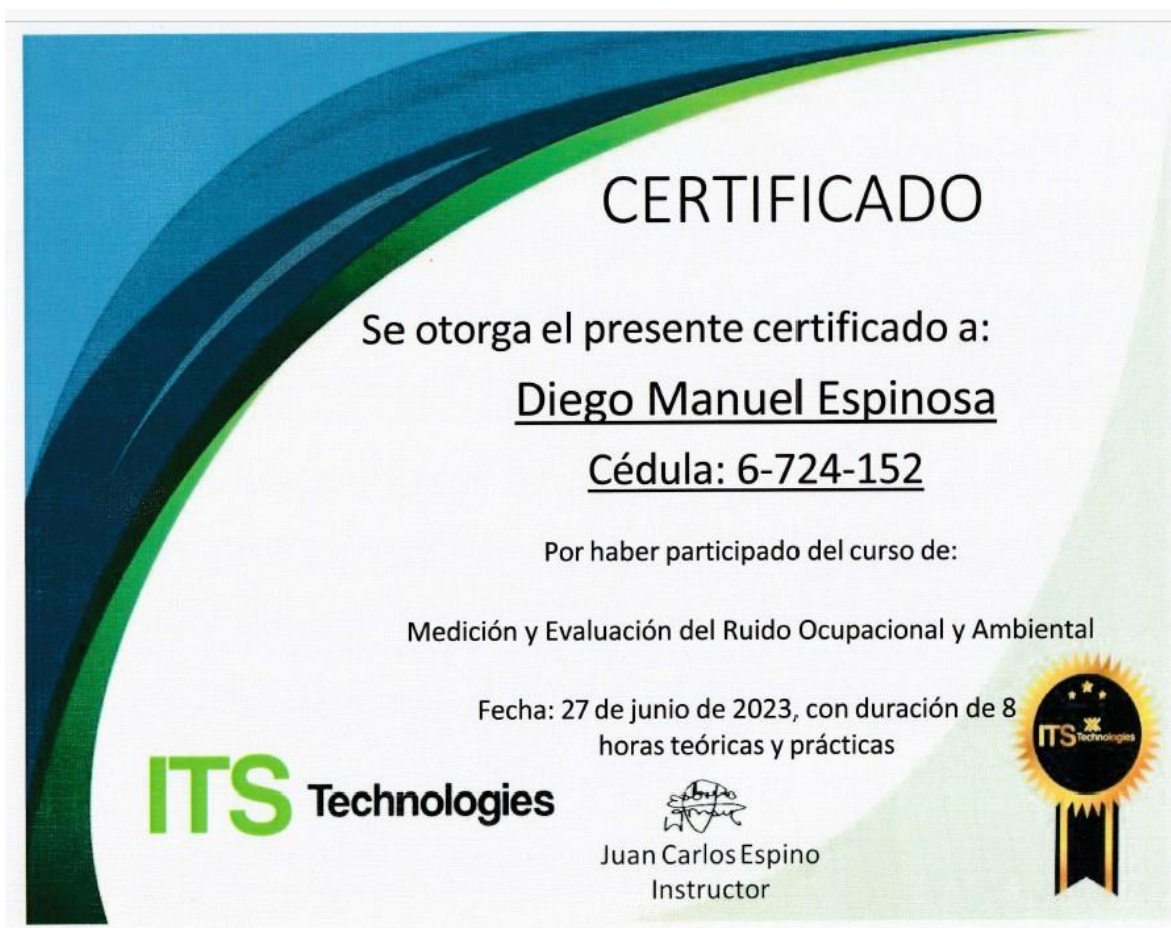 CERTIFICADO
Se otorga el presente certificado a:
Diego Manuel Espinosa
Cédula: 6-724-152
Por haber participado del curso de:
Medición y Evaluación del Ruido Ocupacional y Ambiental
Fecha: 27 de junio de 2023, con duración de 8
horas teóricas y prácticas
ITS Technologies
ITS Technologies
Juan Carlos Espino
Instructor